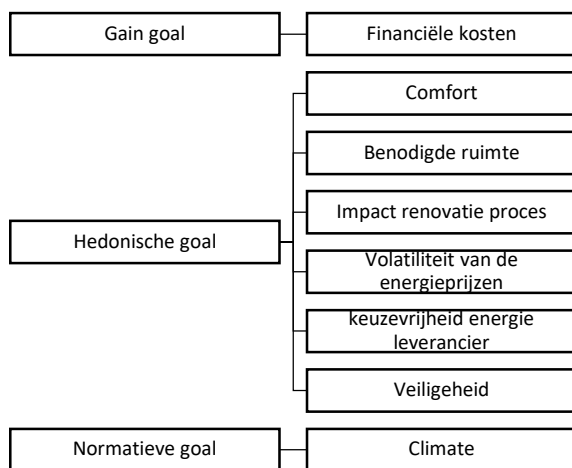 Gain goal
Financiële kosten
Comfort
Benodigde ruimte
Impact renovatie proces
Hedonische goal
Volatiliteit van de
energieprijzen
keuzevrijheid energie
leverancier
Veiligeheid
Normatieve goal
Climate